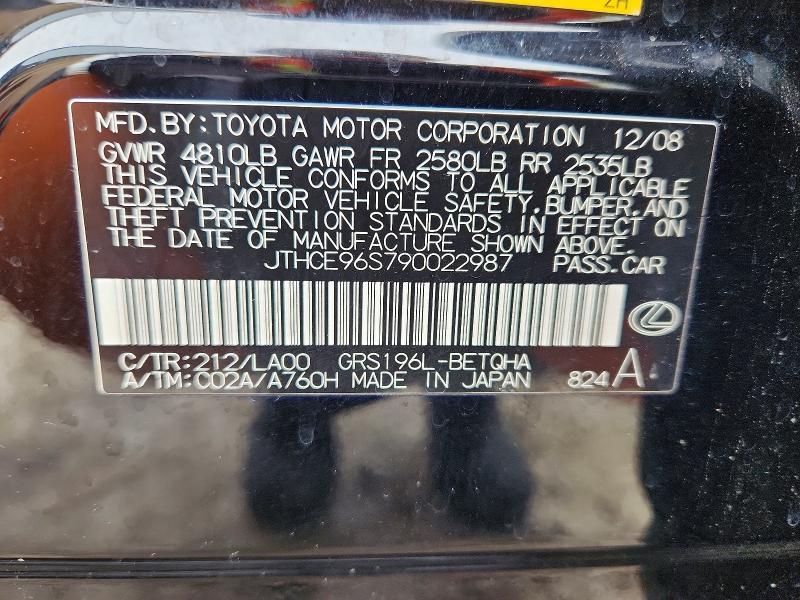 2A
MFD.BY:TOYOTA MOTOR CORPORATION 12/08
GVWR 4810LB GAWR FR 2580LB RR 2535LB
THIS VEHICLE CONFORMS TO ALL APPLICABLE
FEDERAL MOTOR VEHICLE SAFETY,BUMPER,AND
THEFT PREVENTION STANDARDS IN EFFECT ON
THE DATE OF MANUFACTURE SHOWN ABOVE.
JTHCE96S790022987 PASS.CAR
C/TR:212/LA00 GRS196L-BETQHA
A/TM:C02A/A760H MADE IN JAPAN 824A